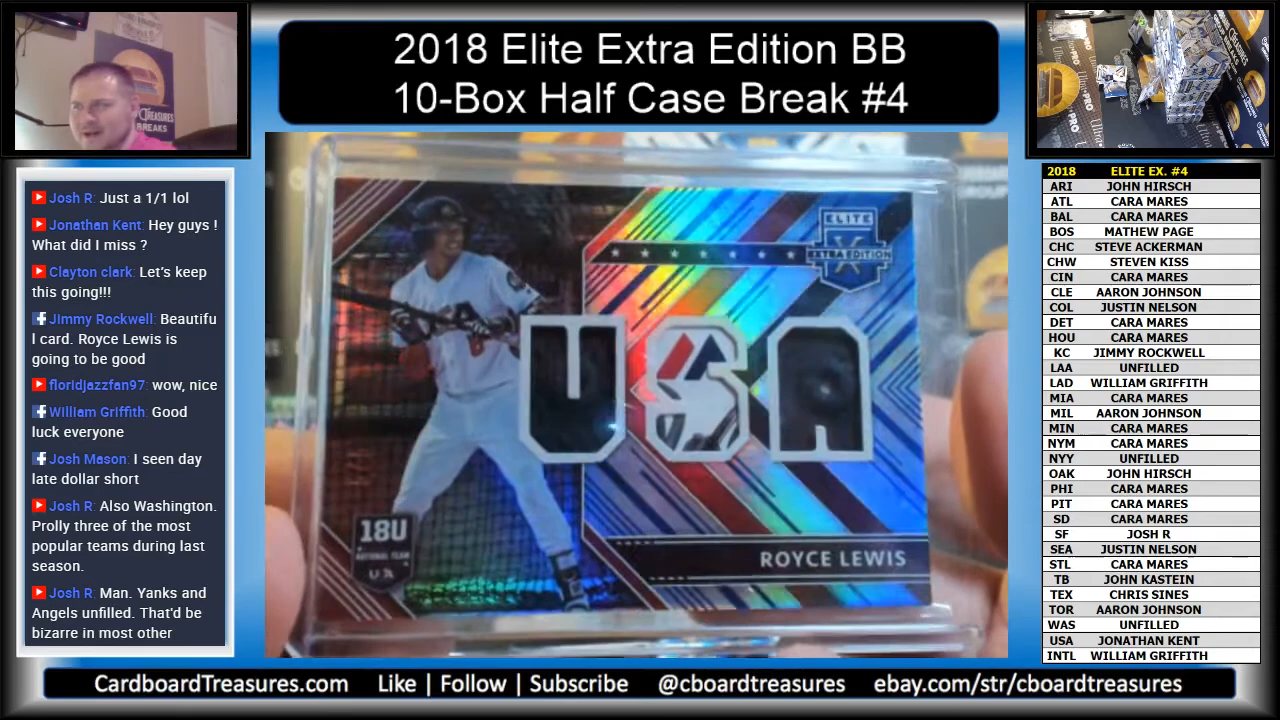 2018 Elite Extra Edition BB
10-Box Half Case Break #4
TREASURES
BREAKS
Josh R: Just a 1/1 lol
Jonathan Kent: Hey guys !
What did I miss ?
Clayton clark: Let's keep
this going!!!
Jimmy Rockwell: Beautifu
l card. Royce Lewis is
going to be good
floridjazzfan97: wow, nice
William Griffith: Good
luck everyone
Josh Mason: I seen day
late dollar short
Josh R: Also Washington.
Prolly three of the most
popular teams during last
season.
Josh R: Man. Yanks and
Angels unfilled. That'd be
bizarre in most other
ELITE
EXTRA EDITION
USA
18U
NATIONAL TEAM
USA
ROYCE LEWIS
Ultra PRO
2018 ELITE EX. #4
ARI JOHN HIRSCH
ATL CARA MARES
BAL CARA MARES
BOS MATHEW PAGE
CHC STEVE ACKERMAN
CHW STEVEN KISS
CIN CARA MARES
CLE AARON JOHNSON
COL JUSTIN NELSON
DET CARA MARES
HOU CARA MARES
KC JIMMY ROCKWELL
LAA UNFILLED
LAD WILLIAM GRIFFITH
MIA CARA MARES
MIL AARON JOHNSON
MIN CARA MARES
NYM CARA MARES
NYY UNFILLED
OAK JOHN HIRSCH
PHI CARA MARES
PIT CARA MARES
SD CARA MARES
SF JOSH R
SEA JUSTIN NELSON
STL CARA MARES
TB JOHN KASTEIN
TEX CHRIS SINES
TOR AARON JOHNSON
WAS UNFILLED
USA JONATHAN KENT
INTL WILLIAM GRIFFITH
CardboardTreasures.com Like | Follow | Subscribe @cboardtreasures ebay.com/str/cboardtreasures